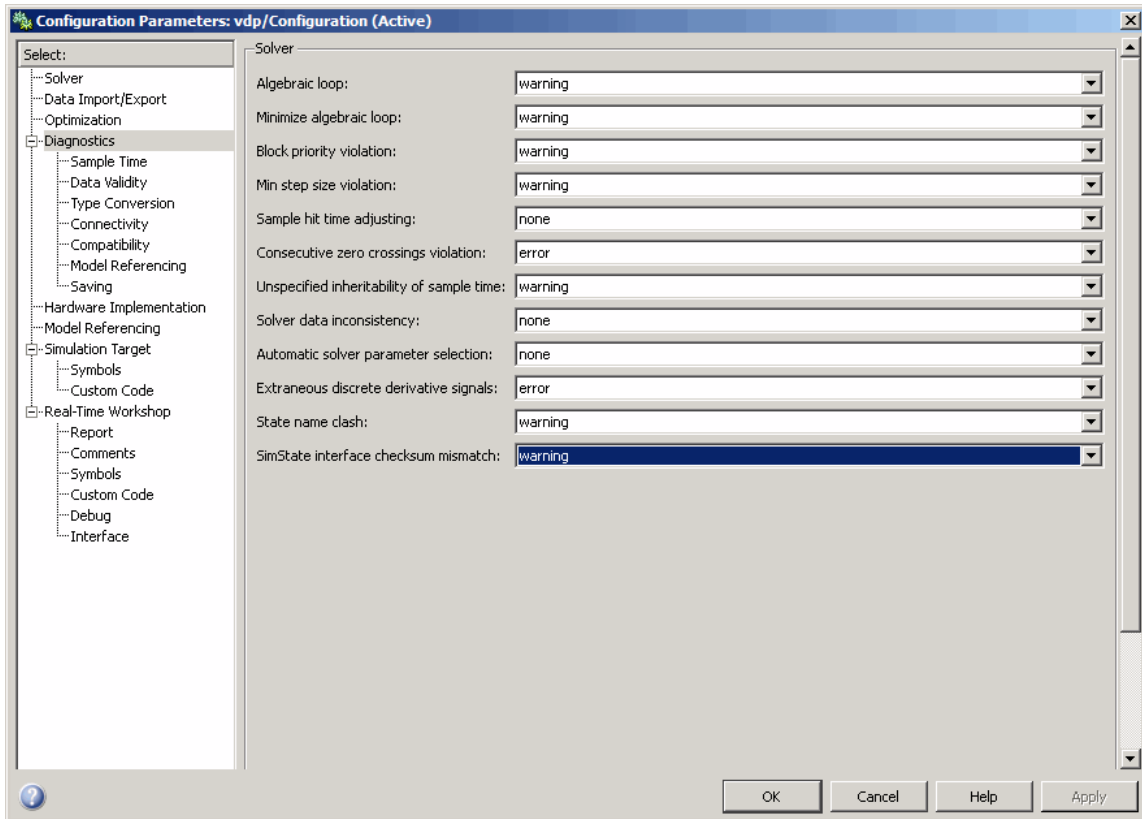 Configuration Parameters: vdp/Configuration (Active)
Select:
Solver
Data Import/Export
Optimization
Diagnostics
Sample Time
Data Validity
Type Conversion
Connectivity
Compatibility
Model Referencing
Saving
Hardware Implementation
Model Referencing
Simulation Target
Symbols
Custom Code
Real-Time Workshop
Report
Comments
Symbols
Custom Code
Debug
Interface
Solver
Algebraic loop: warning
Minimize algebraic loop: warning
Block priority violation: warning
Min step size violation: warning
Sample hit time adjusting: none
Consecutive zero crossings violation: error
Unspecified inheritability of sample time: warning
Solver data inconsistency: none
Automatic solver parameter selection: none
Extraneous discrete derivative signals: error
State name clash: warning
SimState interface checksum mismatch: warning
? OK Cancel Help Apply